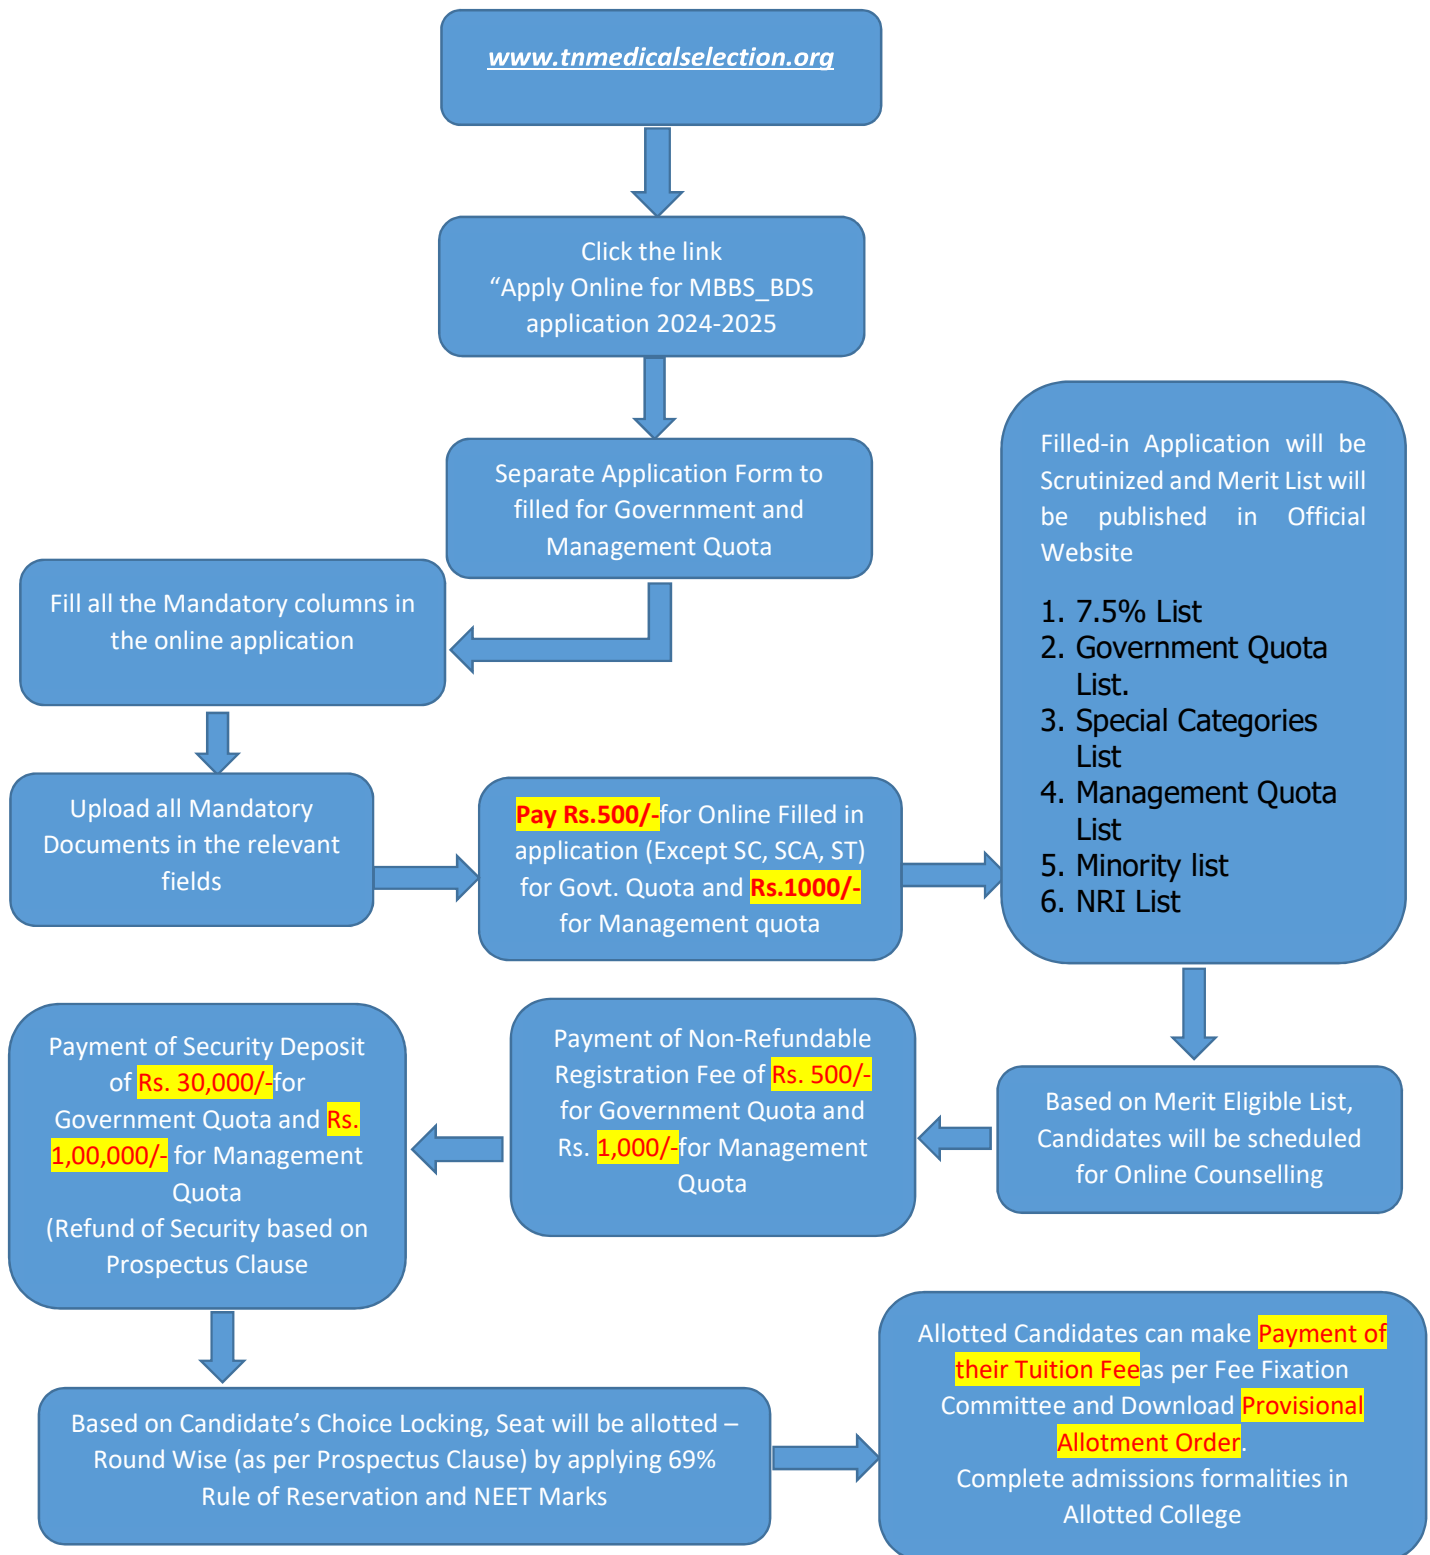 www.tnmedicalselection.org
Click the link
“Apply Online for MBBS_BDS
application 2024-2025
Separate Application Form to
filled for Government and
Management Quota
Fill all the Mandatory columns in
the online application
Upload all Mandatory
Documents in the relevant
fields
Pay Rs.500/-for Online Filled in
application (Except SC, SCA, ST)
for Govt. Quota and Rs.1000/-
for Management quota
Filled-in Application will be
Scrutinized and Merit List will
be published in Official
Website
1. 7.5% List
2. Government Quota
List.
3. Special Categories
List
4. Management Quota
List
5. Minority list
6. NRI List
Based on Merit Eligible List,
Candidates will be scheduled
for Online Counselling
Payment of Non-Refundable
Registration Fee of Rs. 500/-
for Government Quota and
Rs. 1,000/-for Management
Quota
Payment of Security Deposit
of Rs. 30,000/-for
Government Quota and Rs.
1,00,000/- for Management
Quota
(Refund of Security based on
Prospectus Clause
Based on Candidate’s Choice Locking, Seat will be allotted –
Round Wise (as per Prospectus Clause) by applying 69%
Rule of Reservation and NEET Marks
Allotted Candidates can make Payment of
their Tuition Feeas per Fee Fixation
Committee and Download Provisional
Allotment Order.
Complete admissions formalities in
Allotted College